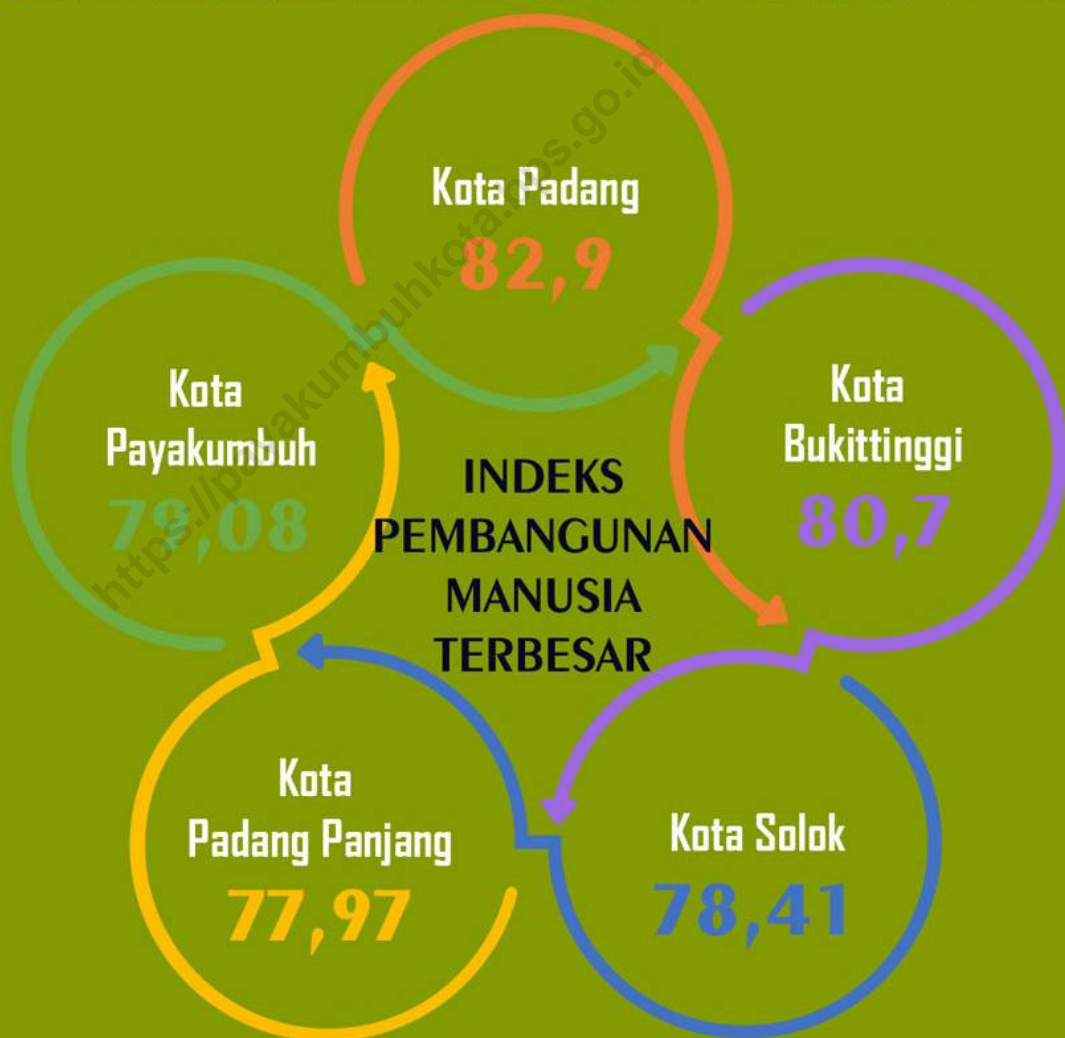 Kota Padang
82,9
Kota
Bukittinggi
80,7
Kota Solok
78,41
Kota
Padang Panjang
77,97
Kota
Payakumbuh
79,08
INDEKS
PEMBANGUNAN
MANUSIA
TERBESAR
https://payakumbuhkota.bps.go.id